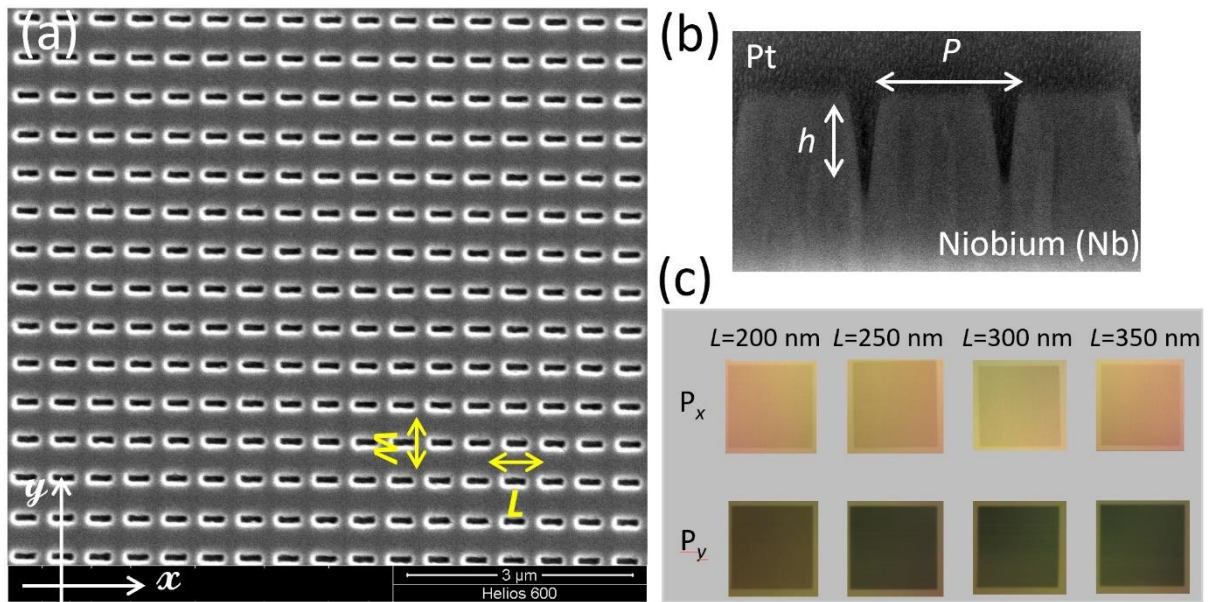 (a)
M
L
y
x
3 µm
Helios 600
(b)
Pt
P
h
Niobium (Nb)
(c)
L=200 nm L=250 nm L=300 nm L=350 nm
Px
Py